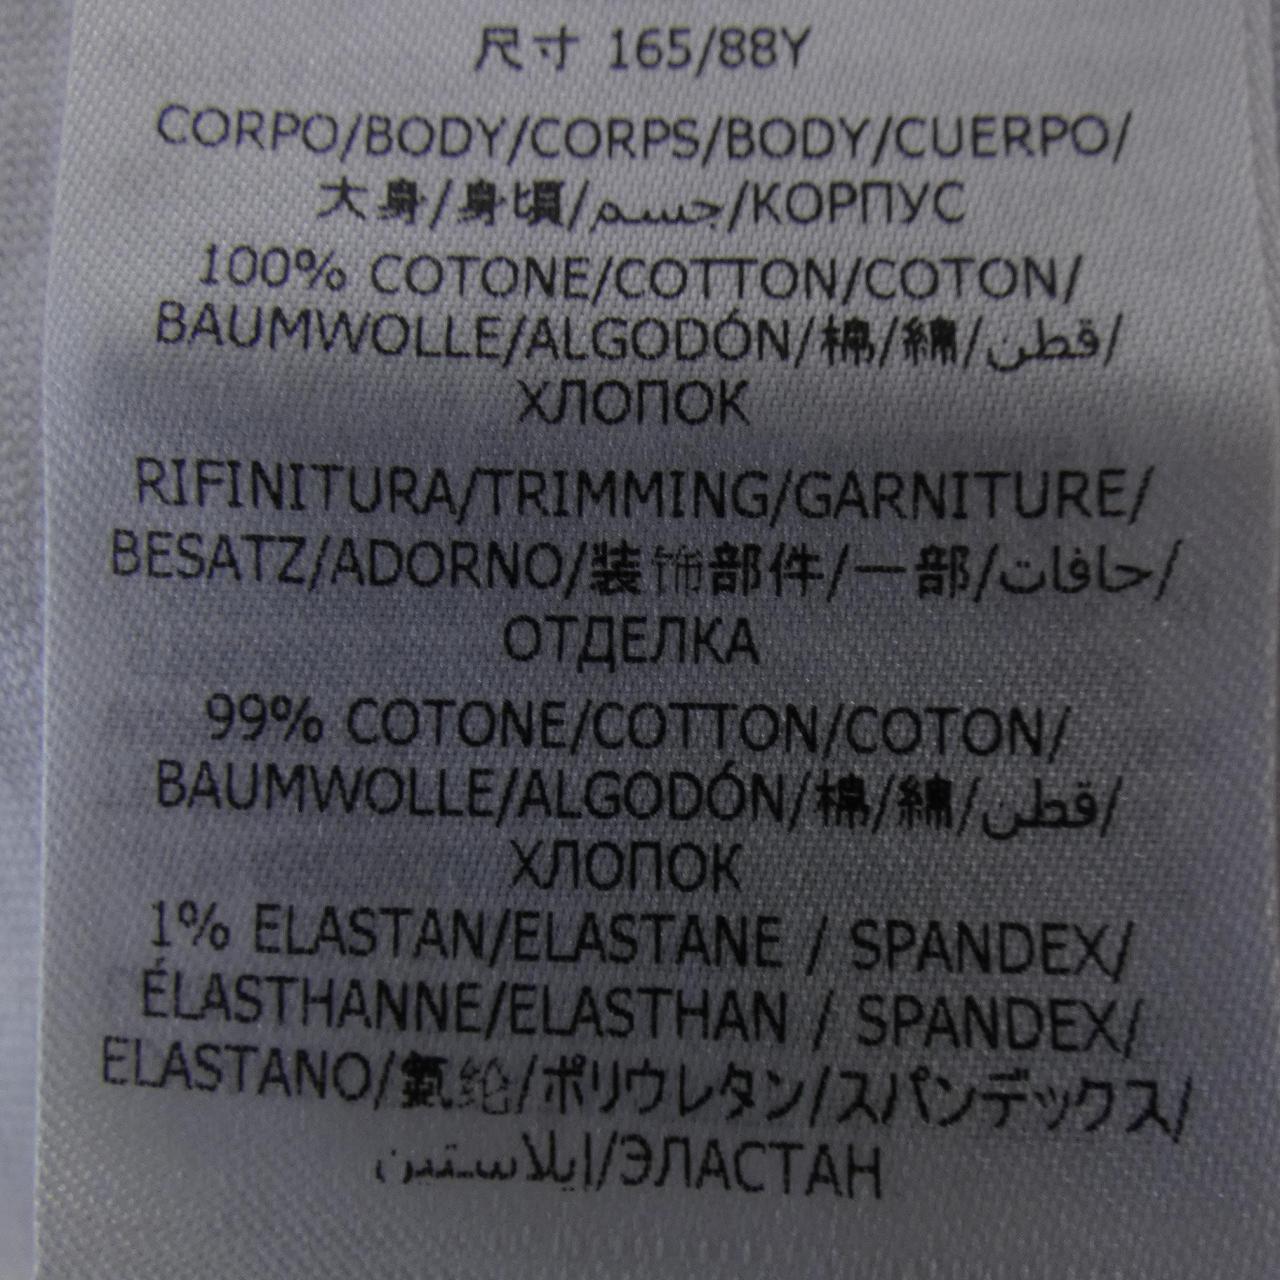 尺寸 165/88Y
CORPO/BODY/CORPS/BODY/CUERPO/
大身/身頃/جسم/КОРПУС
100% COTONE/COTTON/COTON/
BAUMWOLLE/ALGODÓN/棉/綿/قطن/
ХЛОПОК
RIFINITURA/TRIMMING/GARNITURE/
BESATZ/ADORNO/装饰部件/一部/حافات/
ОТДЕЛКА
99% COTONE/COTTON/COTON/
BAUMWOLLE/ALGODÓN/棉/綿/قطن/
ХЛОПОК
1% ELASTAN/ELASTANE / SPANDEX/
ÉLASTHANNE/ELASTHAN / SPANDEX/
ELASTANO/氨纶/ポリウレタン/スパンデックス/
ايلاستين/ЭЛАСТАН